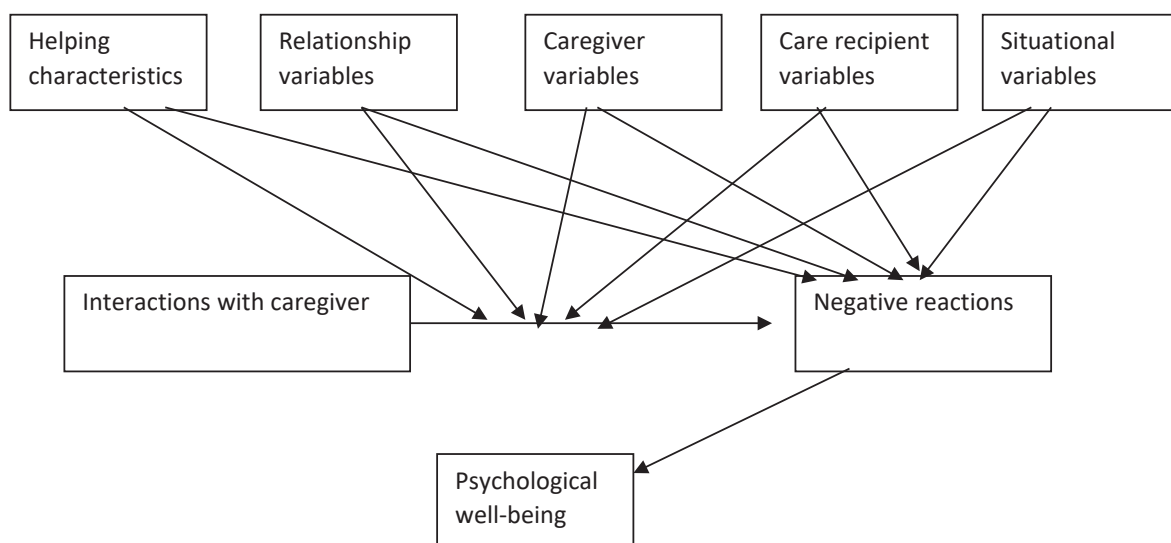 Helping
characteristics
Relationship
variables
Caregiver
variables
Care recipient
variables
Situational
variables
Interactions with caregiver
Negative reactions
Psychological
well-being